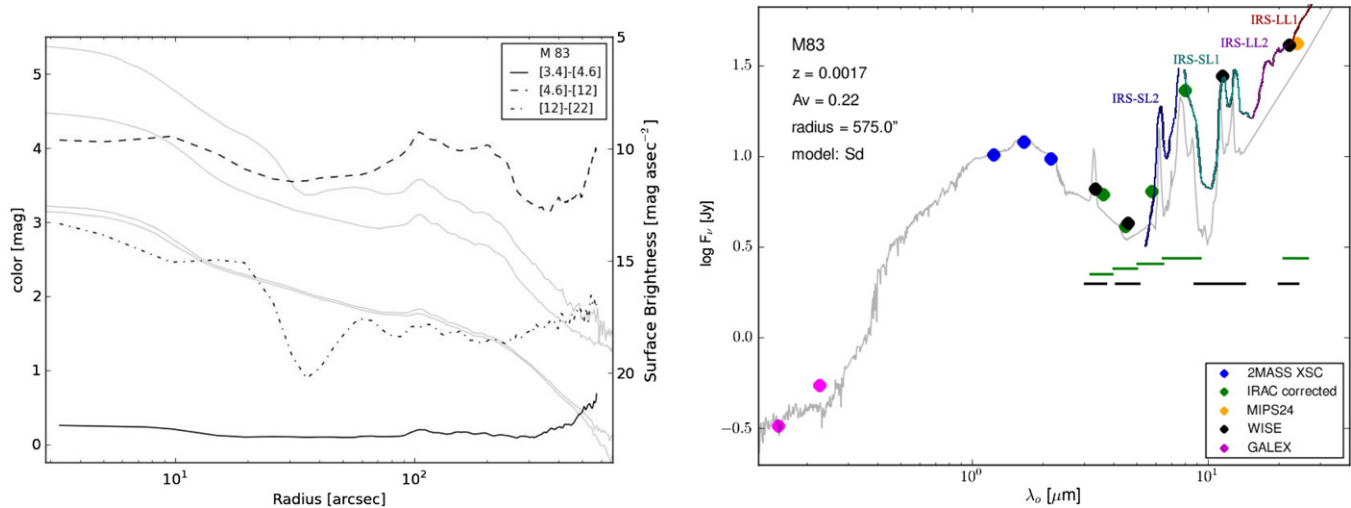 M 83
[3.4]-[4.6]
[4.6]-[12]
[12]-[22]
color [mag]
5
4
3
2
1
0
10¹
10²
Radius [arcsec]
5
10
15
20
Surface Brightness [mag asec⁻²]
M83
z = 0.0017
Av = 0.22
radius = 575.0"
model: Sd
IRS-SL2
IRS-SL1
IRS-LL2
IRS-LL1
log Fν [Jy]
1.5
1.0
0.5
0.0
−0.5
10⁰
10¹
λₒ [μm]
2MASS XSC
IRAC corrected
MIPS24
WISE
GALEX